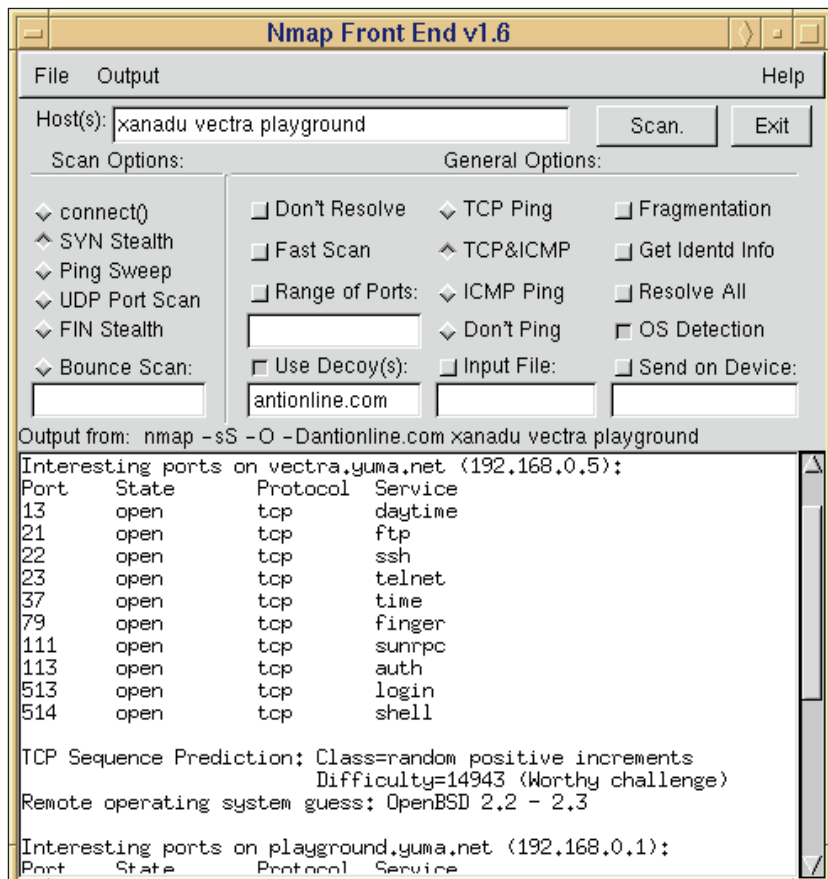 Nmap Front End v1.6
File Output Help
Host(s): xanadu vectra playground Scan. Exit
Scan Options: General Options:
connect() Don't Resolve TCP Ping Fragmentation
SYN Stealth Fast Scan TCP&ICMP Get Identd Info
Ping Sweep Range of Ports: ICMP Ping Resolve All
UDP Port Scan Don't Ping OS Detection
FIN Stealth
Bounce Scan: Use Decoy(s): Input File: Send on Device:
antionline.com
Output from: nmap -sS -O -Dantionline.com xanadu vectra playground
Interesting ports on vectra.yuma.net (192.168.0.5):
Port State Protocol Service
13 open tcp daytime
21 open tcp ftp
22 open tcp ssh
23 open tcp telnet
37 open tcp time
79 open tcp finger
111 open tcp sunrpc
113 open tcp auth
513 open tcp login
514 open tcp shell
TCP Sequence Prediction: Class=random positive increments
Difficulty=14943 (Worthy challenge)
Remote operating system guess: OpenBSD 2.2 - 2.3
Interesting ports on playground.yuma.net (192.168.0.1):
Port State Protocol Service